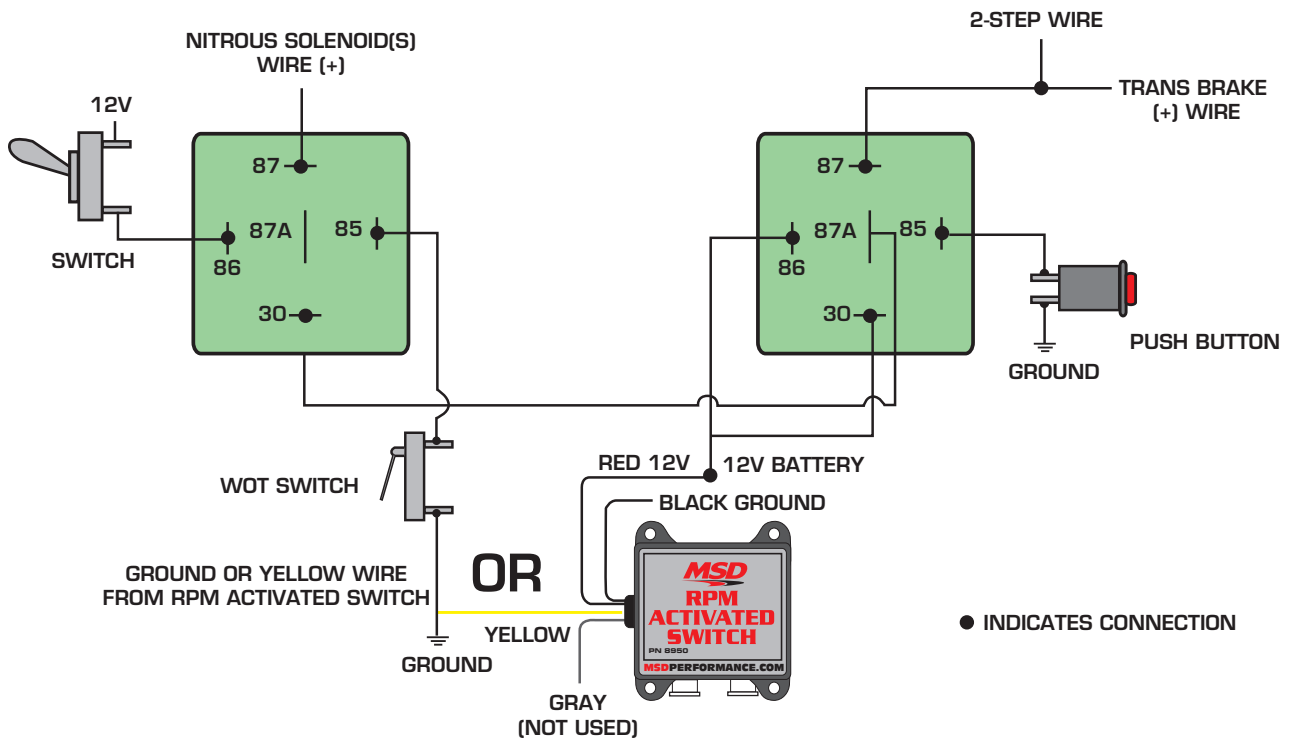 2-STEP WIRE
NITROUS SOLENOID(S)
WIRE (+)
TRANS BRAKE
(+) WIRE
12V
SWITCH
87
87A
85
86
30
87
87A
85
86
30
PUSH BUTTON
GROUND
WOT SWITCH
RED 12V
12V BATTERY
BLACK GROUND
GROUND OR YELLOW WIRE
FROM RPM ACTIVATED SWITCH
OR
YELLOW
GROUND
GRAY
(NOT USED)
MSD
RPM
ACTIVATED
SWITCH
PN 8950
MSDPERFORMANCE.COM
INDICATES CONNECTION